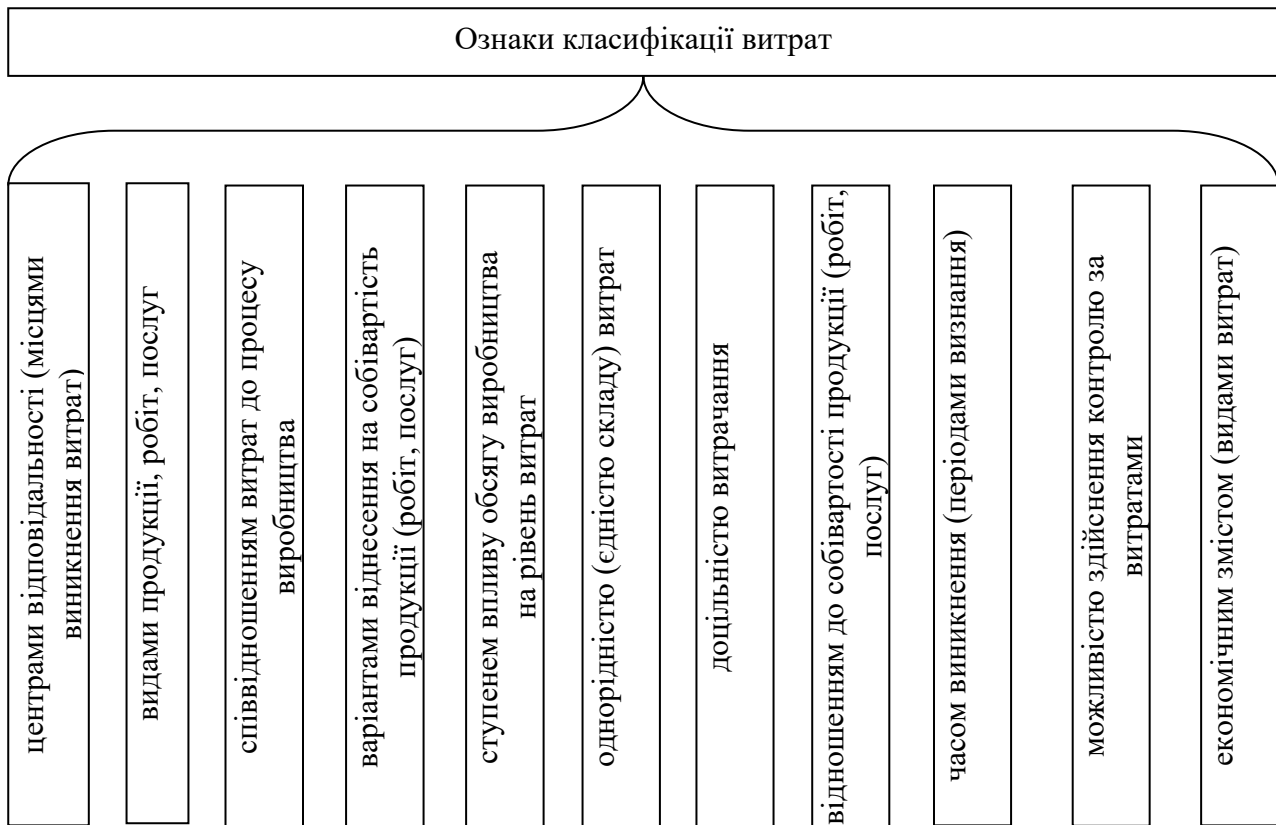 Ознаки класифікації витрат
центрами відповідальності (місцями
виникнення витрат)
видами продукції, робіт, послуг
співвідношенням витрат до процесу
виробництва
варіантами віднесення на собівартість
продукції (робіт, послуг)
ступенем впливу обсягу виробництва
на рівень витрат
однорідністю (єдністю складу) витрат
доцільністю витрачання
відношенням до собівартості продукції (робіт,
послуг)
часом виникнення (періодами визнання)
можливістю здійснення контролю за
витратами
економічним змістом (видами витрат)